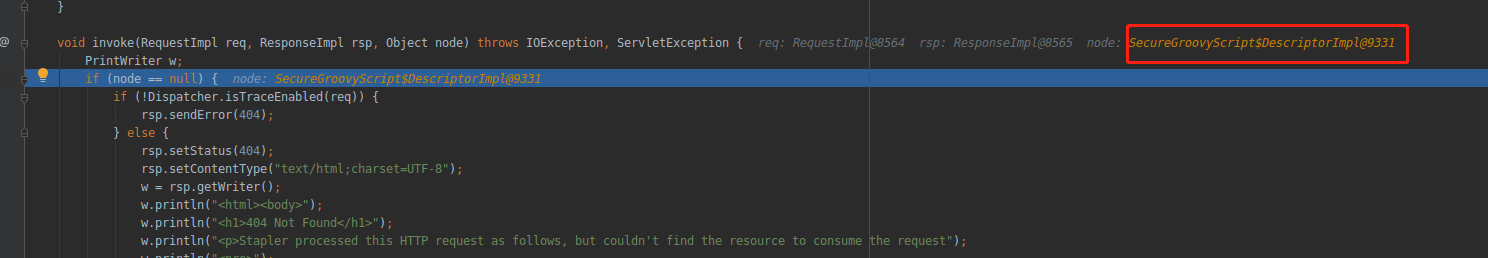 }
@ void invoke(RequestImpl req, ResponseImpl rsp, Object node) throws IOException, ServletException { req: RequestImpl@8564 rsp: ResponseImpl@8565 node: SecureGroovyScript$DescriptorImpl@9331
PrintWriter w;
if (node == null) { node: SecureGroovyScript$DescriptorImpl@9331
if (!Dispatcher.isTraceEnabled(req)) {
rsp.sendError(404);
} else {
rsp.setStatus(404);
rsp.setContentType("text/html;charset=UTF-8");
w = rsp.getWriter();
w.println("<html><body>");
w.println("<h1>404 Not Found</h1>");
w.println("<p>Stapler processed this HTTP request as follows, but couldn't find the resource to consume the request");
w.println("<pre>");